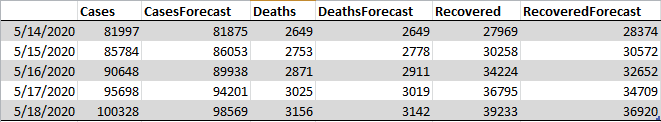 Cases CasesForecast Deaths DeathsForecast Recovered RecoveredForecast
5/14/2020 81997 81875 2649 2649 27969 28374
5/15/2020 85784 86053 2753 2778 30258 30572
5/16/2020 90648 89938 2871 2911 34224 32652
5/17/2020 95698 94201 3025 3019 36795 34709
5/18/2020 100328 98569 3156 3142 39233 36920